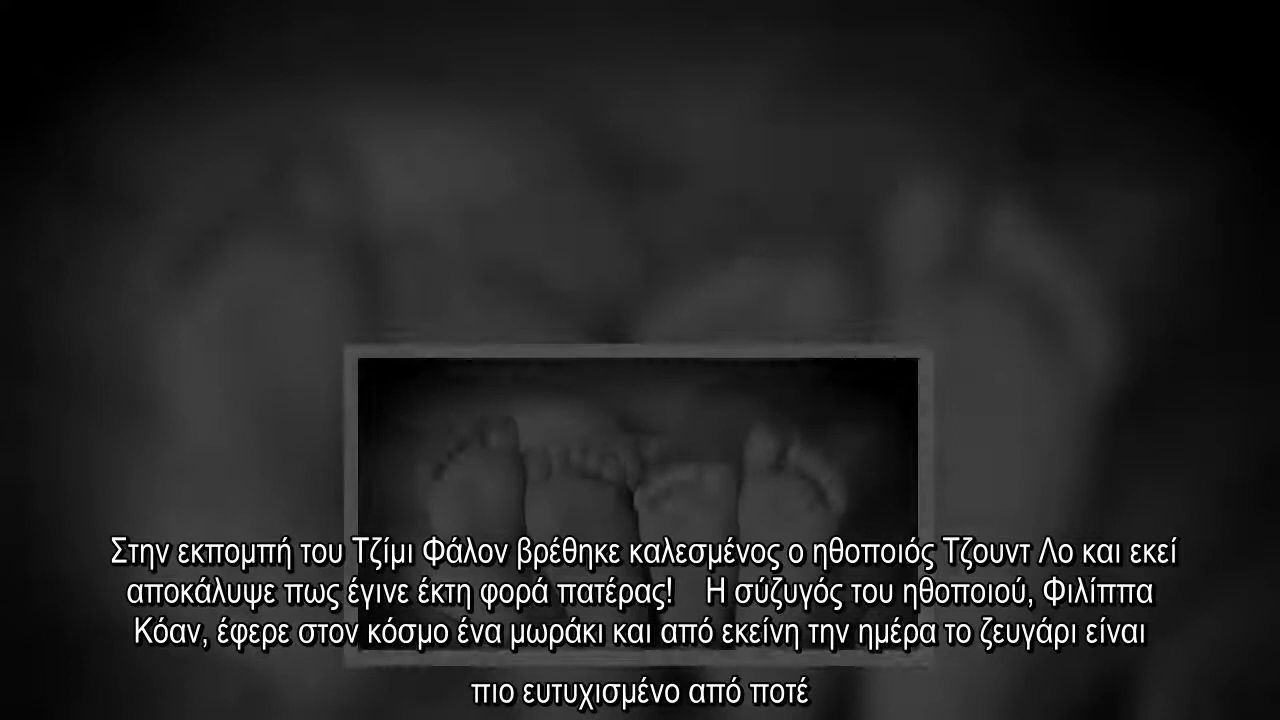 Στην εκπομπή του Τζίμι Φάλον βρέθηκε καλεσμένος ο ηθοποιός Τζουντ Λο και εκεί
αποκάλυψε πως έγινε έκτη φορά πατέρας!    Η σύζυγός του ηθοποιού, Φιλίππα
Κόαν, έφερε στον κόσμο ένα μωράκι και από εκείνη την ημέρα το ζευγάρι είναι
πιο ευτυχισμένο από ποτέ